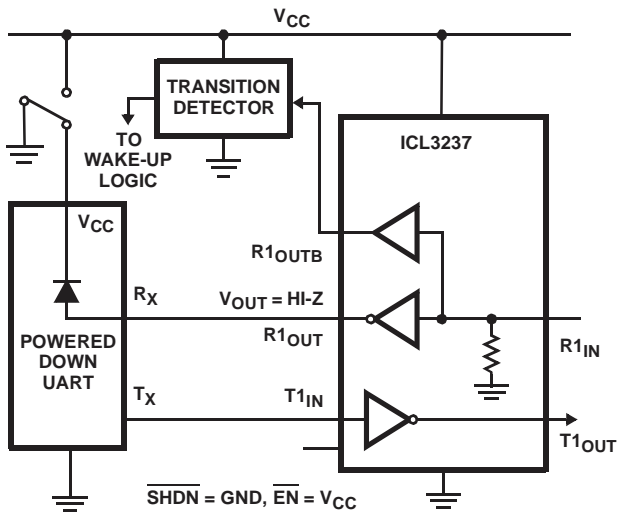 VCC
TRANSITION
DETECTOR
TO
WAKE-UP
LOGIC
ICL3237
VCC
R1OUTB
RX
VOUT = HI-Z
POWERED
DOWN
UART
R1OUT
R1IN
TX
T1IN
T1OUT
SHDN = GND, EN = VCC